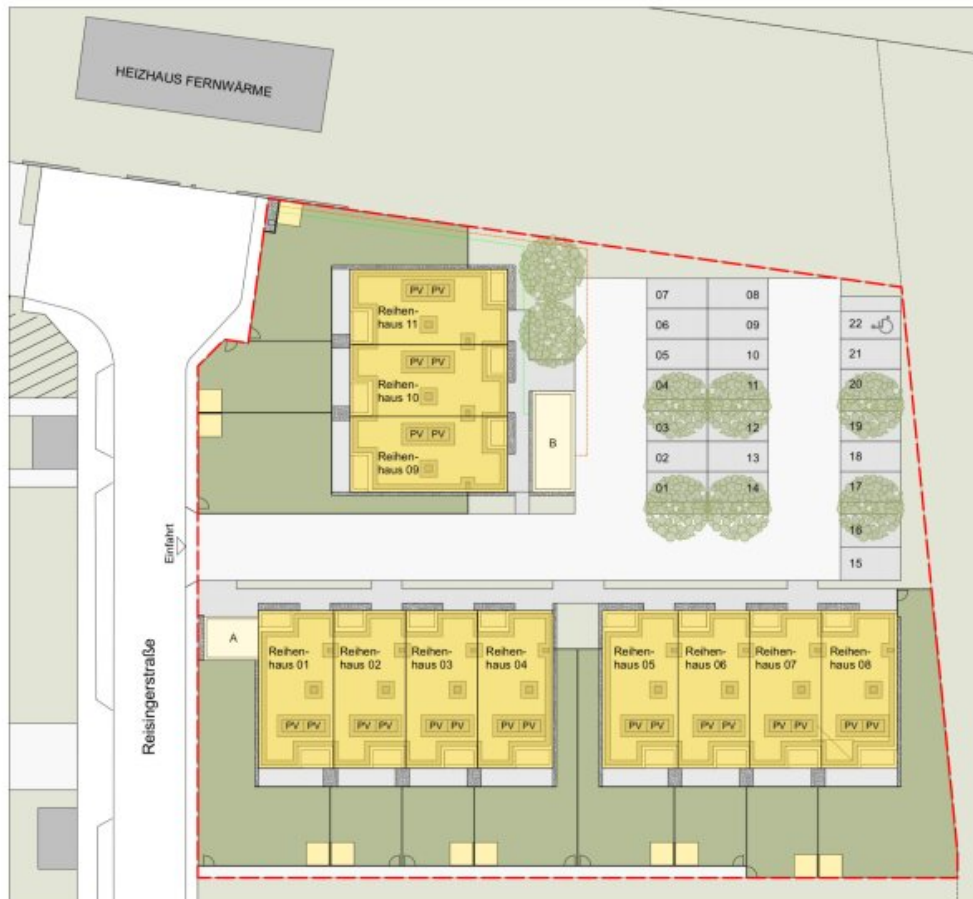 HEIZHAUS FERNWÄRME
PV PV
Reihen-
haus 11
PV PV
Reihen-
haus 10
PV PV
Reihen-
haus 09
B
07 08
06 09
05 10
04 11
03 12
02 13
01 14
22
21
20
19
18
17
16
15
Einfahrt
Reisingerstraße
A
Reihen-
haus 01
Reihen-
haus 02
Reihen-
haus 03
Reihen-
haus 04
Reihen-
haus 05
Reihen-
haus 06
Reihen-
haus 07
Reihen-
haus 08
PV PV
PV PV
PV PV
PV PV
PV PV
PV PV
PV PV
PV PV